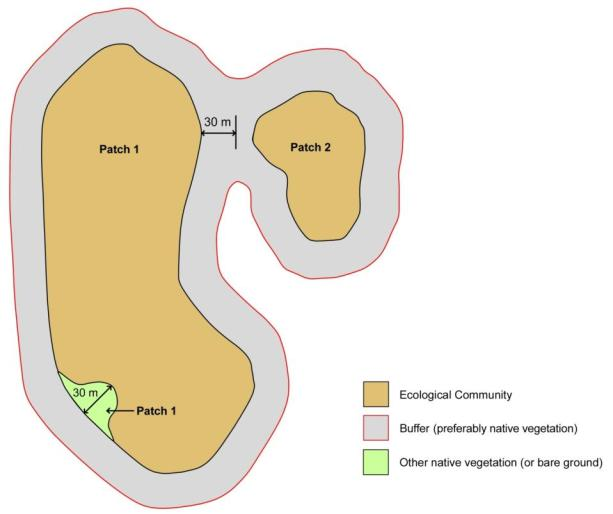 30 m
Patch 1
Patch 2
30 m
Patch 1
Ecological Community
Buffer (preferably native vegetation)
Other native vegetation (or bare ground)